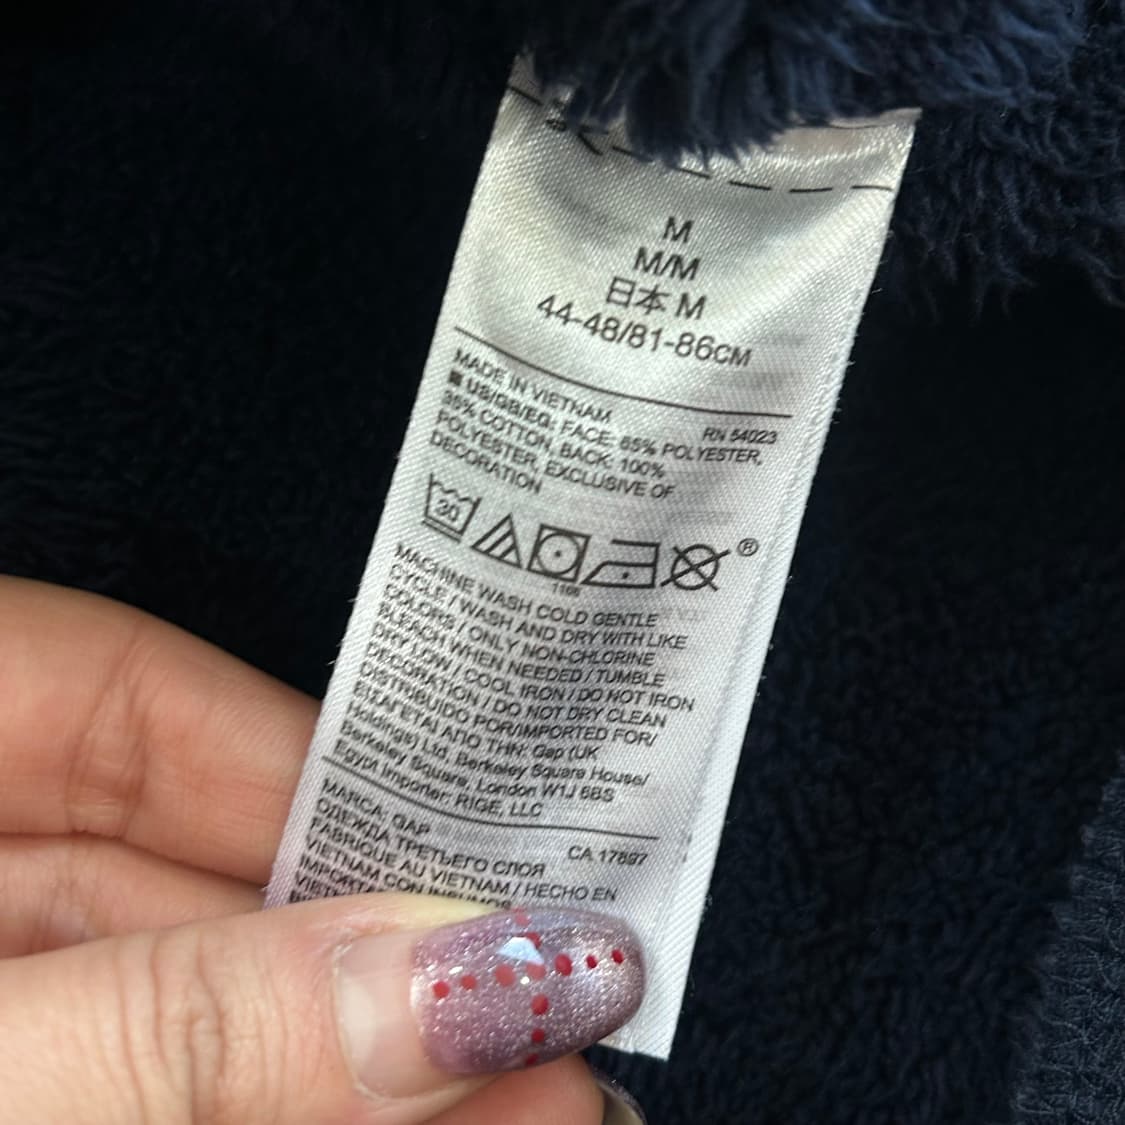 M
M/M
日本 M
44-48/81-86CM
MADE IN VIETNAM
RN 54023
US/GB/EQ: FACE: 65% POLYESTER,
35% COTTON, BACK: 100%
POLYESTER, EXCLUSIVE OF
DECORATION
30
®
1166
MACHINE WASH COLD GENTLE
CYCLE / WASH AND DRY WITH LIKE
COLORS / ONLY NON-CHLORINE
BLEACH WHEN NEEDED / TUMBLE
DRY LOW / COOL IRON / DO NOT IRON
DECORATION / DO NOT DRY CLEAN
DISTRIBUIDO POR/IMPORTED FOR/
ΕΙΣΑΓΕΤΑΙ ΑΠΟ ΤΗΝ: Gap (UK
Holdings) Ltd, Berkeley Square House/
Berkeley Square, London W1J 6BS
Egypt Importer: RIGE, LLC
MARCA: GAP
CA 17897
ОДЕЖДА ТРЕТЬЕГО СЛОЯ
FABRIQUE AU VIETNAM / HECHO EN
VIETNAM CON INSUMOS